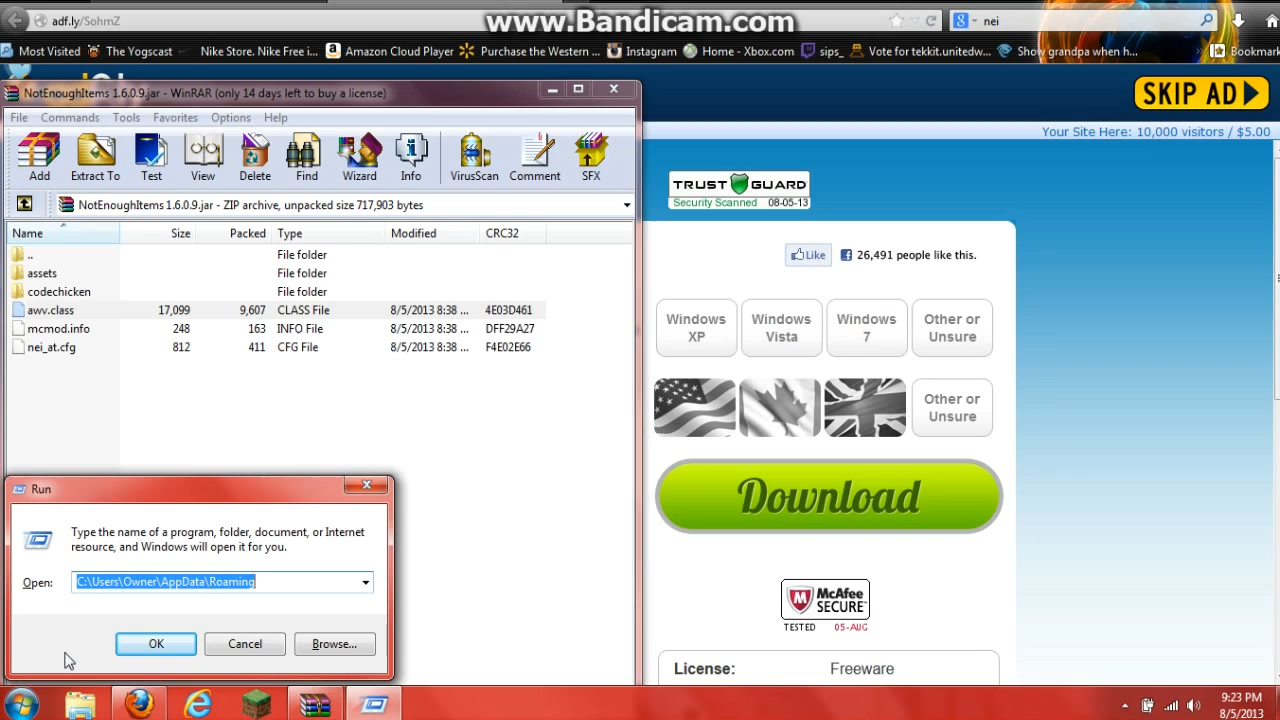 www.Bandicam.com
adf.ly/SohmZ
nei
Most Visited
The Yogscast
Nike Store. Nike Free i...
Amazon Cloud Player
Purchase the Western ...
Instagram
Home - Xbox.com
sips_
Vote for tekkit.unitedw...
Show grandpa when h...
Bookmark
NotEnoughItems 1.6.0.9.jar - WinRAR (only 14 days left to buy a license)
SKIP AD
File Commands Tools Favorites Options Help
Your Site Here: 10,000 visitors / $5.00
Add Extract To Test View Delete Find Wizard Info VirusScan Comment SFX
NotEnoughItems 1.6.0.9.jar - ZIP archive, unpacked size 717,903 bytes
TRUST GUARD
Security Scanned 08-05-13
Name Size Packed Type Modified CRC32
.. File folder
assets File folder
codechicken File folder
awv.class 17,099 9,607 CLASS File 8/5/2013 8:38 ... 4E03D461
mcmod.info 248 163 INFO File 8/5/2013 8:38 ... DFF29A27
nei_at.cfg 812 411 CFG File 8/5/2013 8:38 ... F4E02E66
Like
26,491 people like this.
Windows XP
Windows Vista
Windows 7
Other or Unsure
Other or Unsure
Download
Run
Type the name of a program, folder, document, or Internet
resource, and Windows will open it for you.
Open: C:\Users\Owner\AppData\Roaming
OK Cancel Browse...
McAfee
SECURE
TESTED 05-AUG
License: Freeware
9:23 PM
8/5/2013